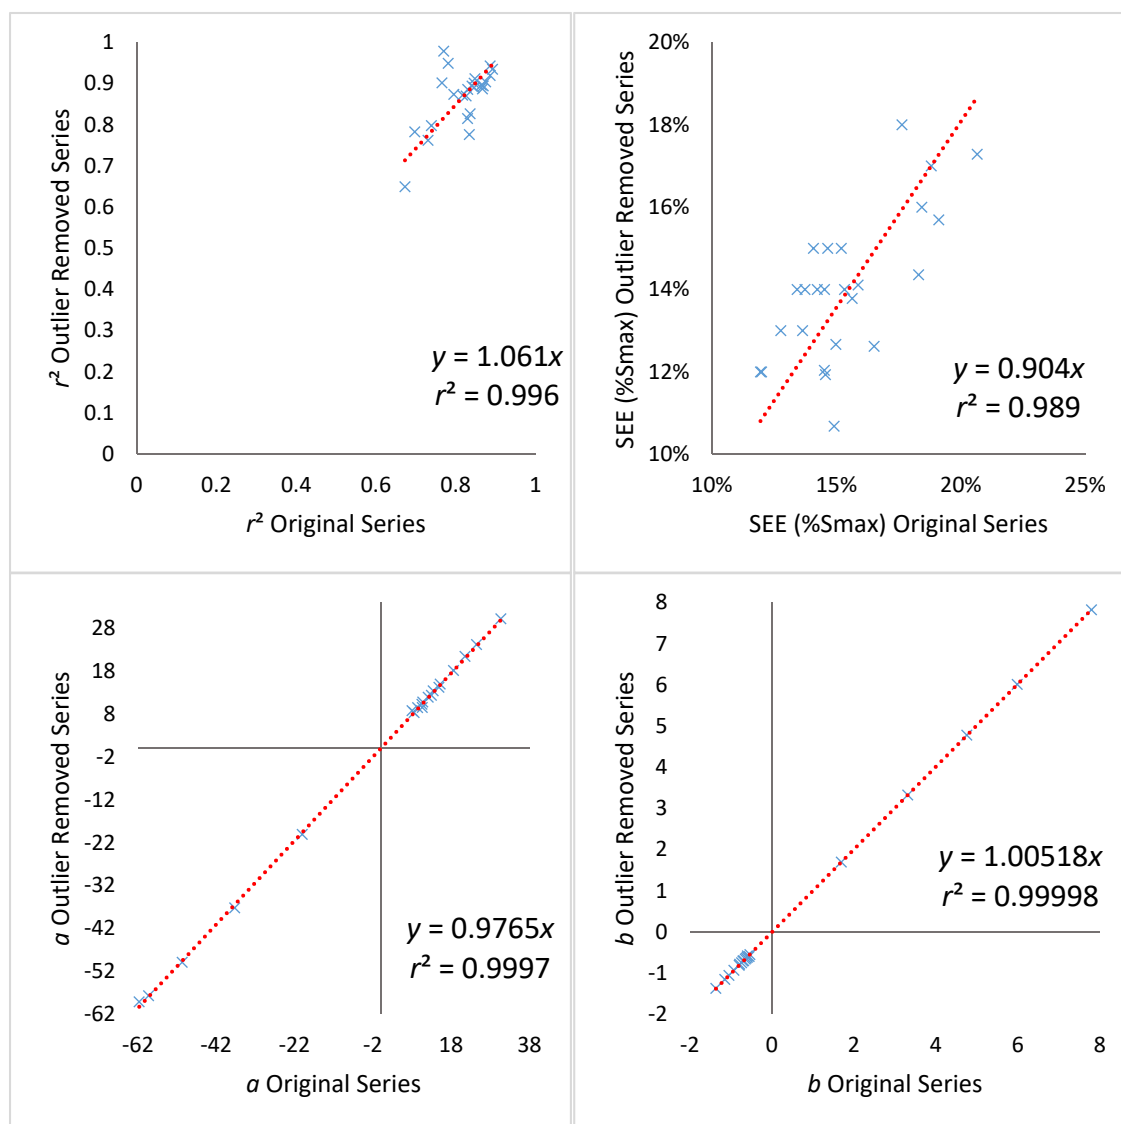 1
0.9
0.8
0.7
0.6
0.5
0.4
0.3
0.2
0.1
0
r² Outlier Removed Series
0 0.2 0.4 0.6 0.8 1
r² Original Series
y = 1.061x
r² = 0.996
20%
18%
16%
14%
12%
10%
SEE (%Smax) Outlier Removed Series
10% 15% 20% 25%
SEE (%Smax) Original Series
y = 0.904x
r² = 0.989
28
18
8
-2
-12
-22
-32
-42
-52
-62
a Outlier Removed Series
-62 -42 -22 -2 18 38
a Original Series
y = 0.9765x
r² = 0.9997
8
7
6
5
4
3
2
1
0
-1
-2
b Outlier Removed Series
-2 0 2 4 6 8
b Original Series
y = 1.00518x
r² = 0.99998